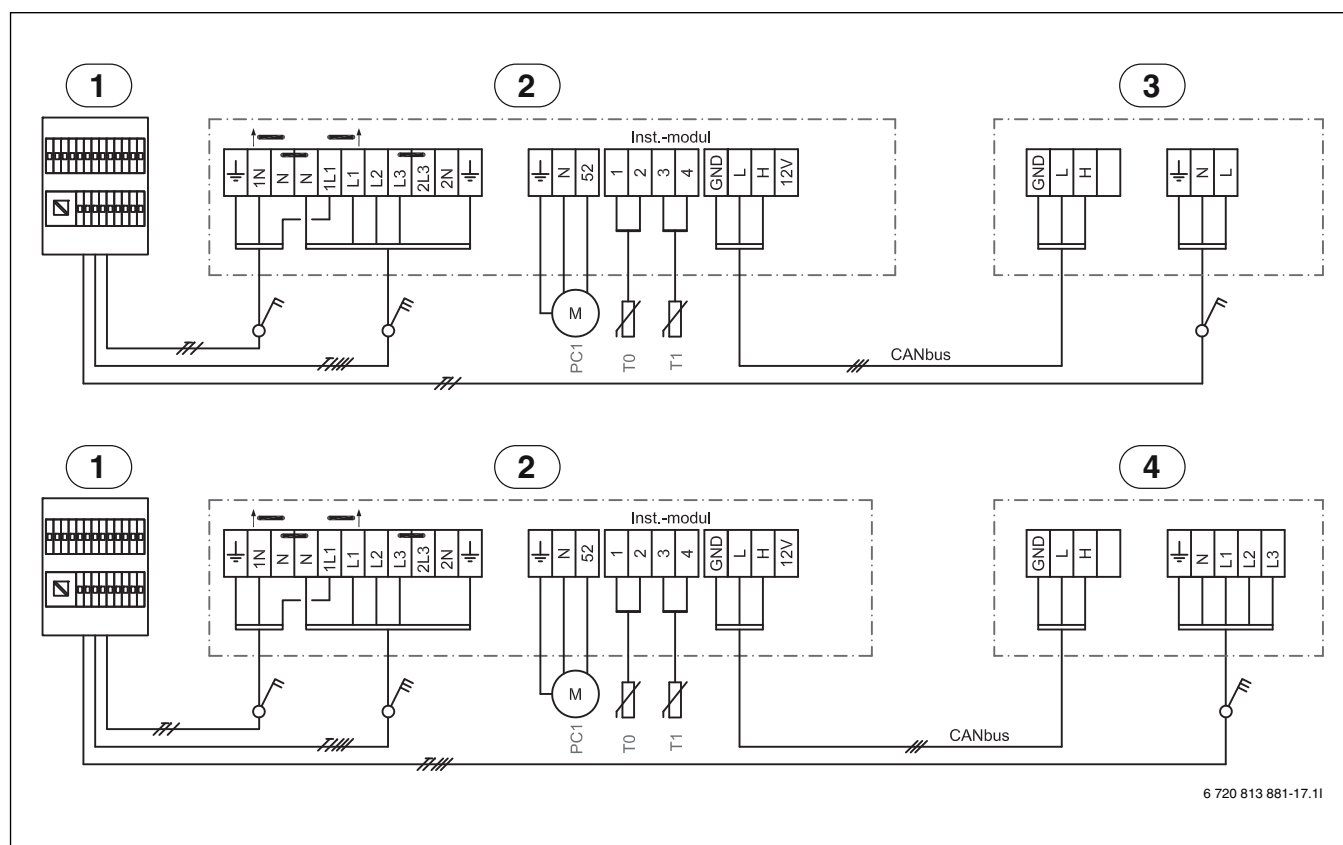 1 2 3
Inst.-modul
1N N N 1L1 L1 L2 L3 2L3 2N
N 52
1 2 3 4
GND L H 12V
GND L H
N L
M
PC1 T0 T1
CANbus
1 2 4
Inst.-modul
1N N N 1L1 L1 L2 L3 2L3 2N
N 52
1 2 3 4
GND L H 12V
GND L H
N L1 L2 L3
M
PC1 T0 T1
CANbus
6 720 813 881-17.1I